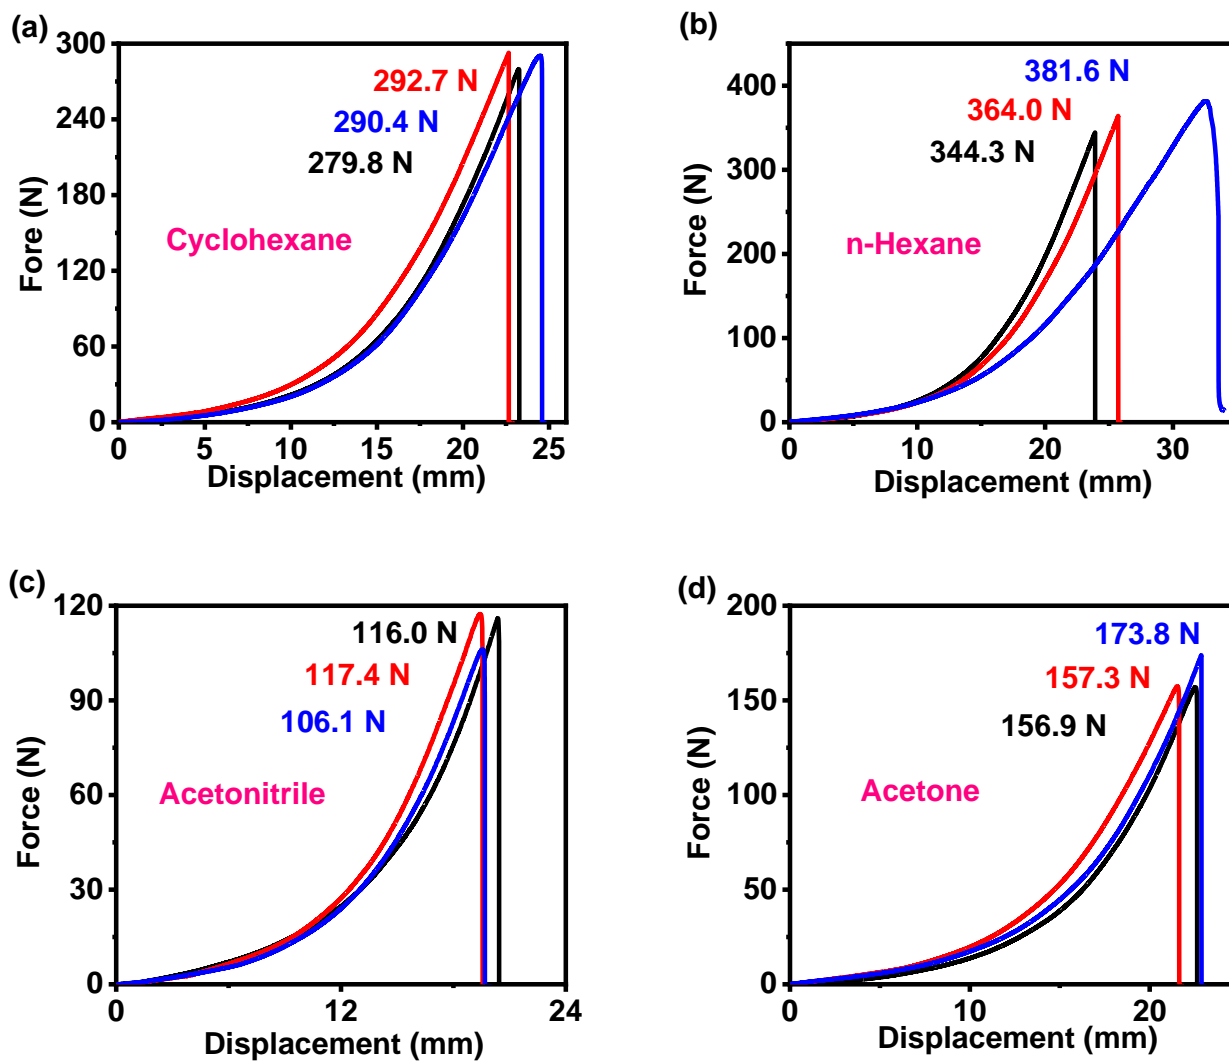 (a)
300
240
180
120
60
0
Fore (N)
292.7 N
290.4 N
279.8 N
Cyclohexane
0 5 10 15 20 25
Displacement (mm)
(b)
400
300
200
100
0
Force (N)
381.6 N
364.0 N
344.3 N
n-Hexane
0 10 20 30
Displacement (mm)
(c)
120
90
60
30
0
Force (N)
116.0 N
117.4 N
106.1 N
Acetonitrile
0 12 24
Displacement (mm)
(d)
200
150
100
50
0
Force (N)
173.8 N
157.3 N
156.9 N
Acetone
0 10 20
Displacement (mm)